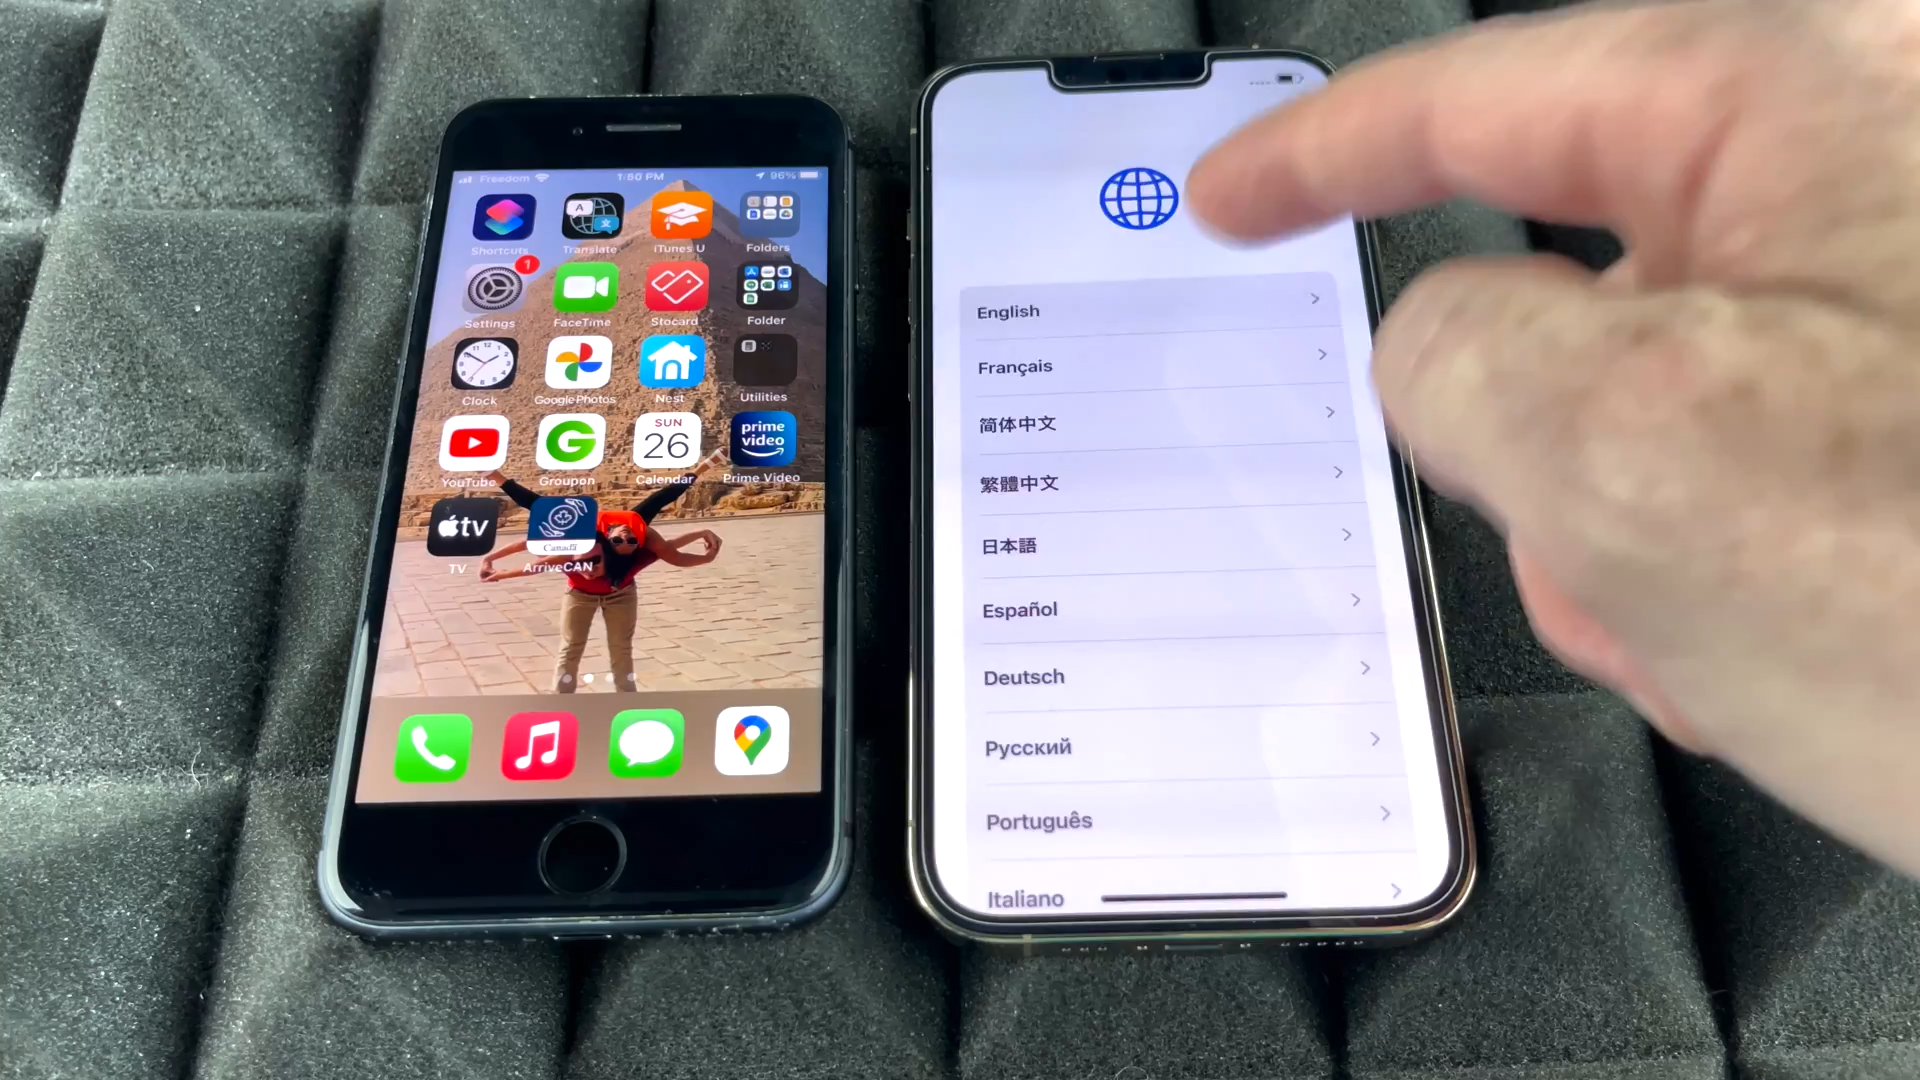 Freedom 1:50 PM 96%
Shortcuts Translate iTunes U Folders
1
Settings FaceTime Stocard Folder
Clock Google Photos Nest Utilities
SUN
26
prime
video
YouTube Groupon Calendar Prime Video
tv
Canada
TV ArriveCAN
English
Français
简体中文
繁體中文
日本語
Español
Deutsch
Русский
Português
Italiano